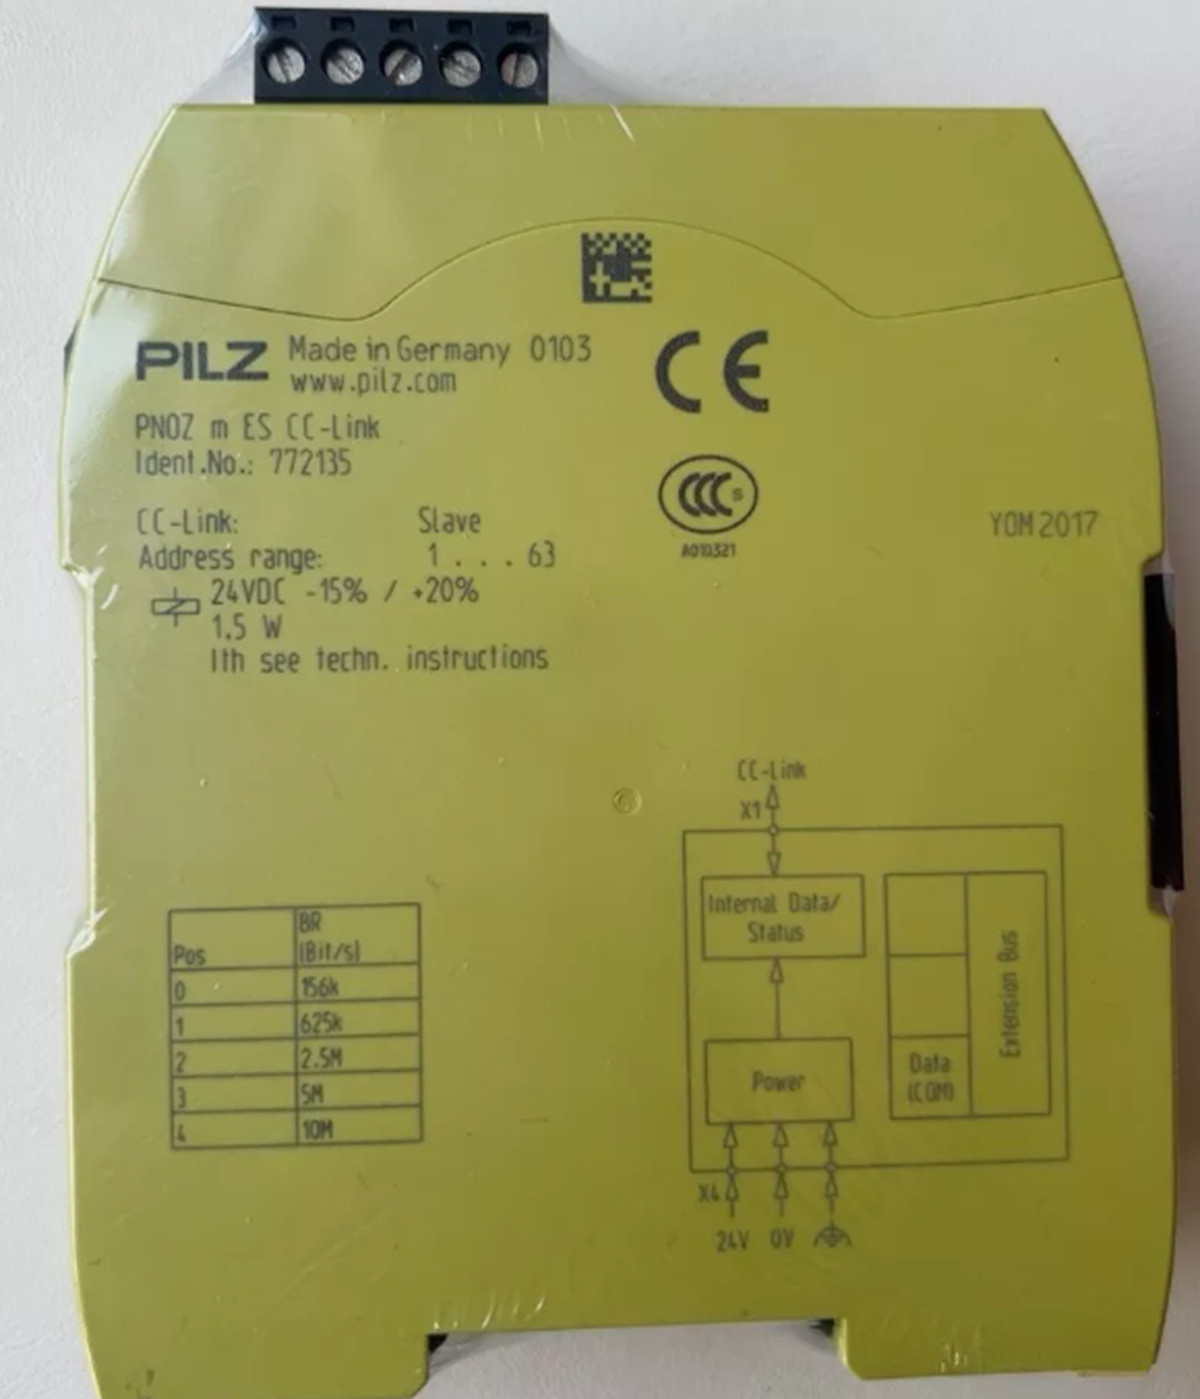 PILZ Made in Germany 0103
www.pilz.com
CE
PNOZ m ES CC-Link
Ident.No.: 772135
CCC S
A010321
CC-Link: Slave
YOM 2017
Address range: 1 . . . 63
24VDC -15% / +20%
1.5 W
Ith see techn. instructions
CC-Link
X1
Internal Data/
Status
Extension Bus
Power
Data
(COM)
X4
24V 0V
Pos BR
(Bit/s)
0 156k
1 625k
2 2.5M
3 5M
4 10M